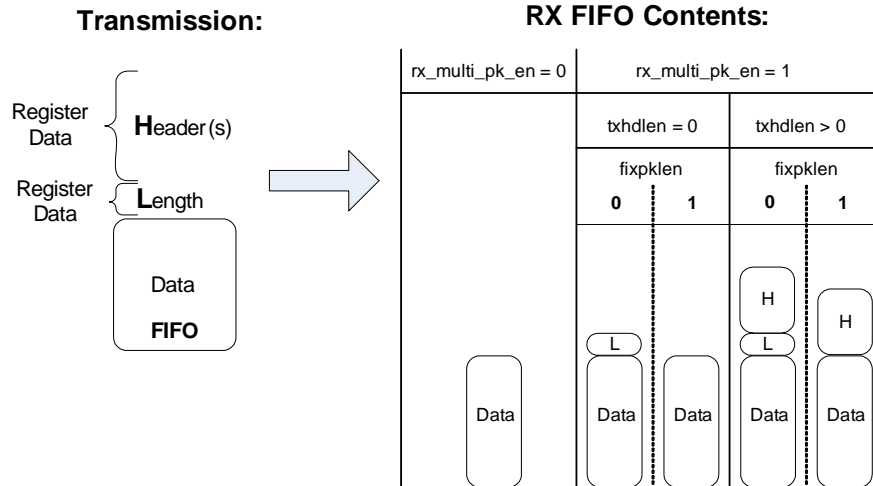 Transmission:
RX FIFO Contents:
Register
Data
Header(s)
Register
Data
Length
Data
FIFO
rx_multi_pk_en = 0
rx_multi_pk_en = 1
txhdlen = 0
txhdlen > 0
fixpklen
fixpklen
0
1
0
1
H
H
L
L
Data
Data
Data
Data
Data